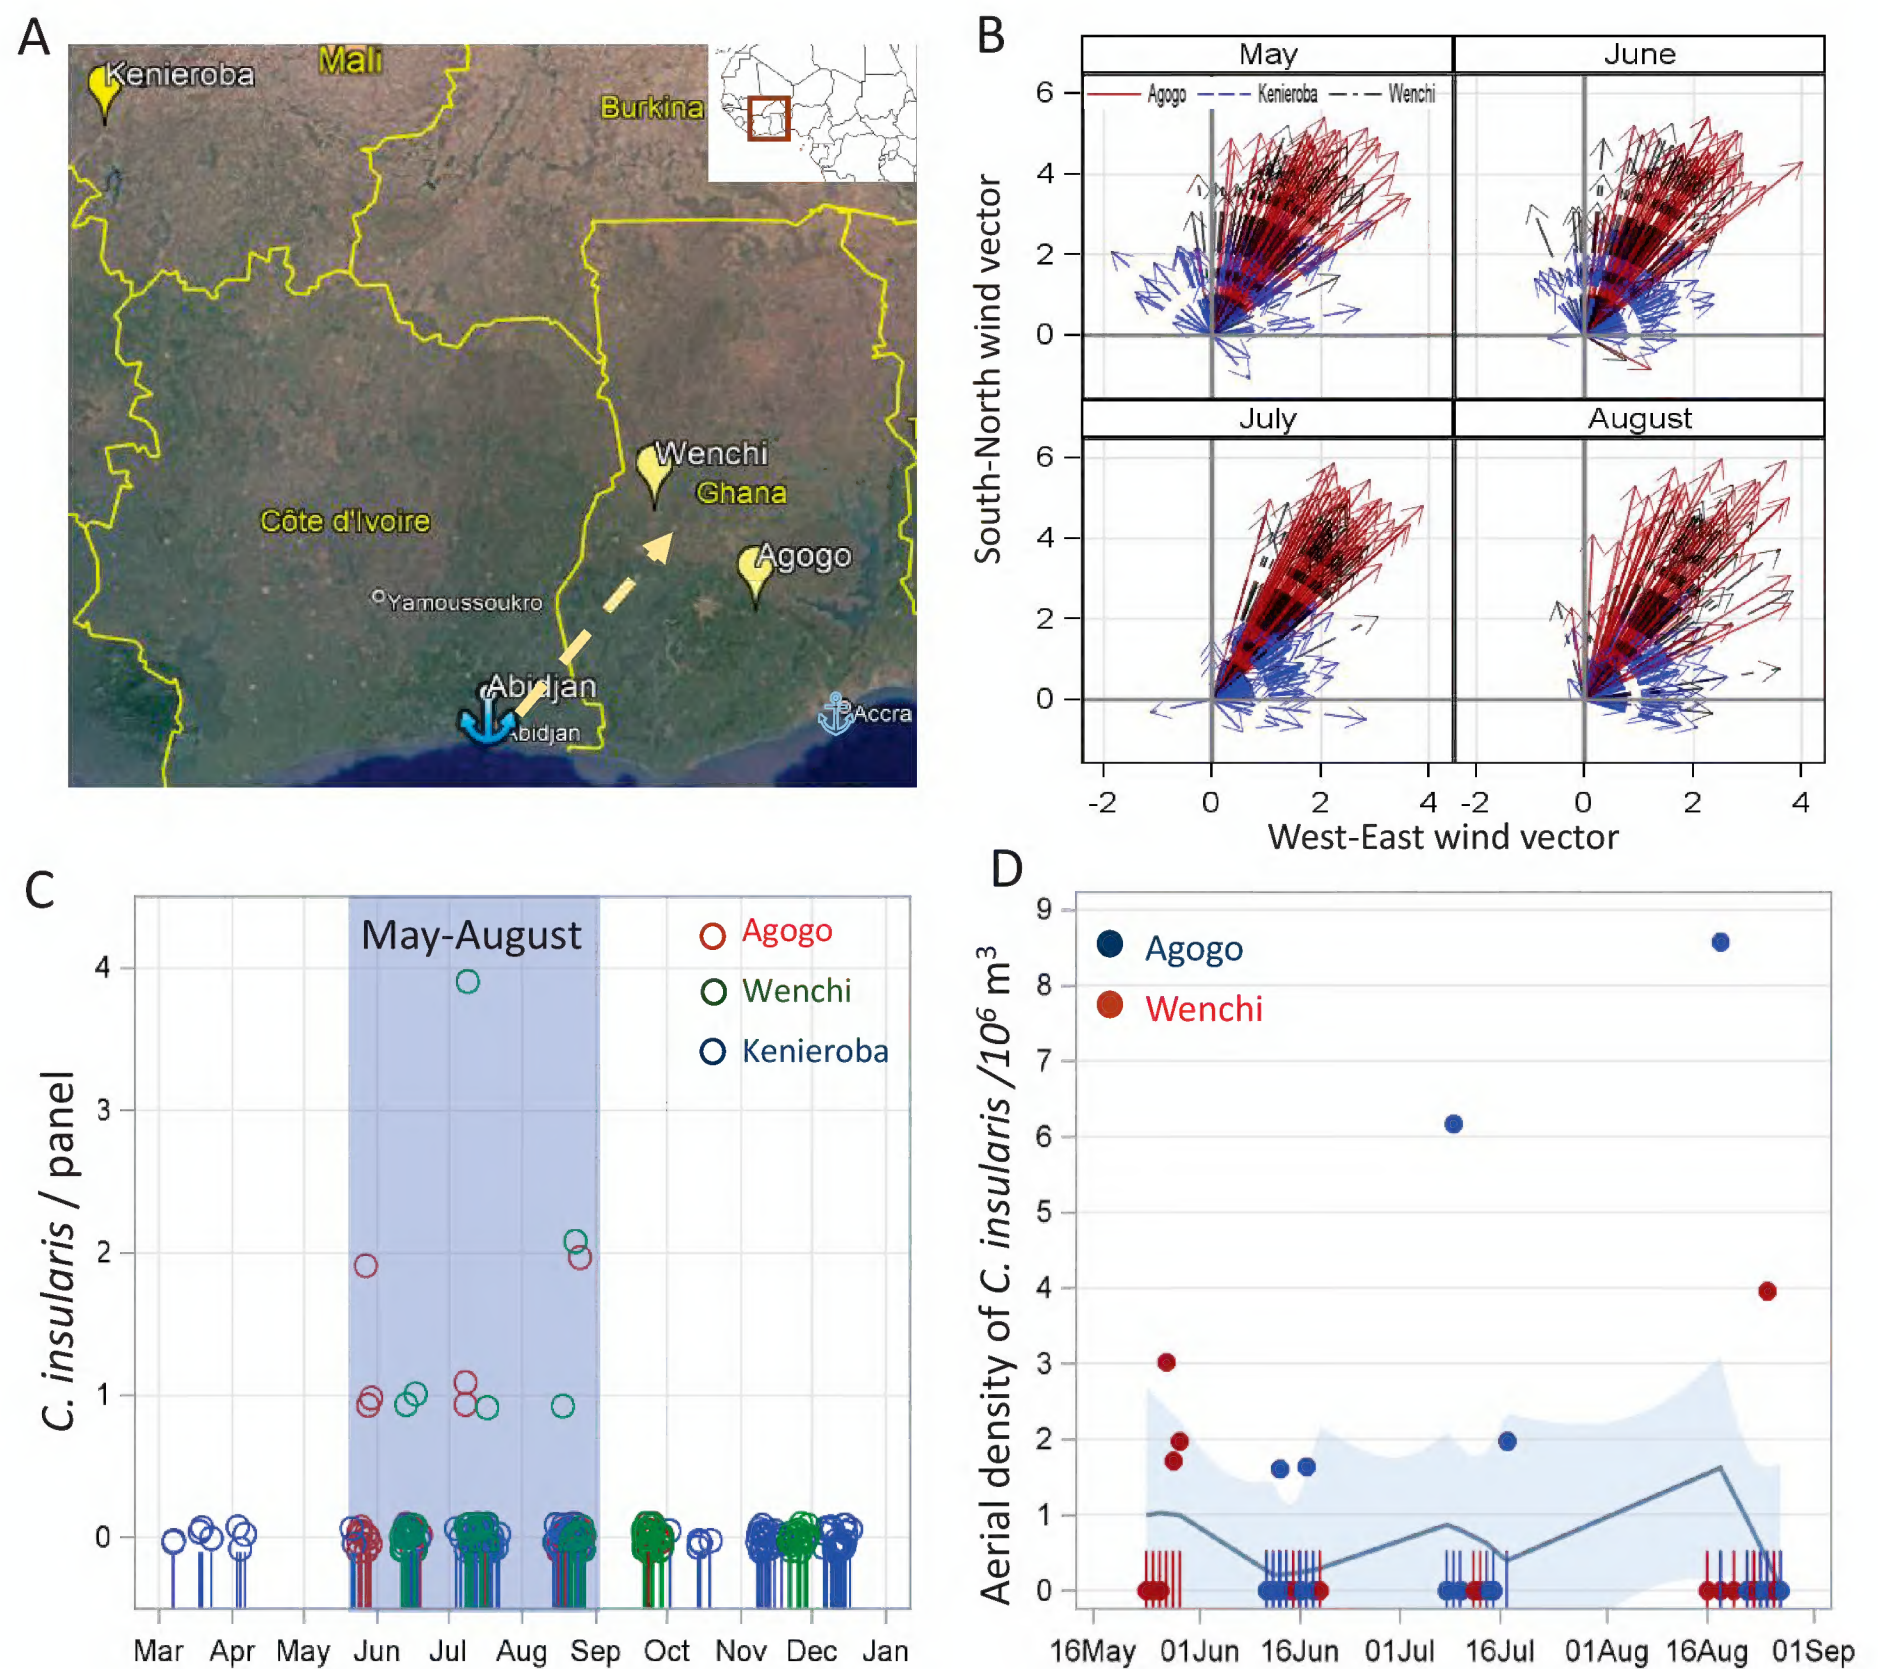 A
Kenieroba
Mali
Burkina
Wenchi
Ghana
Côte d'Ivoire
Agogo
Yamoussoukro
Abidjan
Abidjan
Accra
B
May
June
6
Agogo
Kenieroba
Wenchi
4
2
0
July
August
6
4
2
0
-2
0
2
4
-2
0
2
4
South-North wind vector
West-East wind vector
C
May-August
Agogo
Wenchi
Kenieroba
4
3
2
1
0
C. insularis / panel
Mar
Apr
May
Jun
Jul
Aug
Sep
Oct
Nov
Dec
Jan
D
Agogo
Wenchi
9
8
7
6
5
4
3
2
1
0
Aerial density of C. insularis /10⁶ m³
16May
01Jun
16Jun
01Jul
16Jul
01Aug
16Aug
01Sep